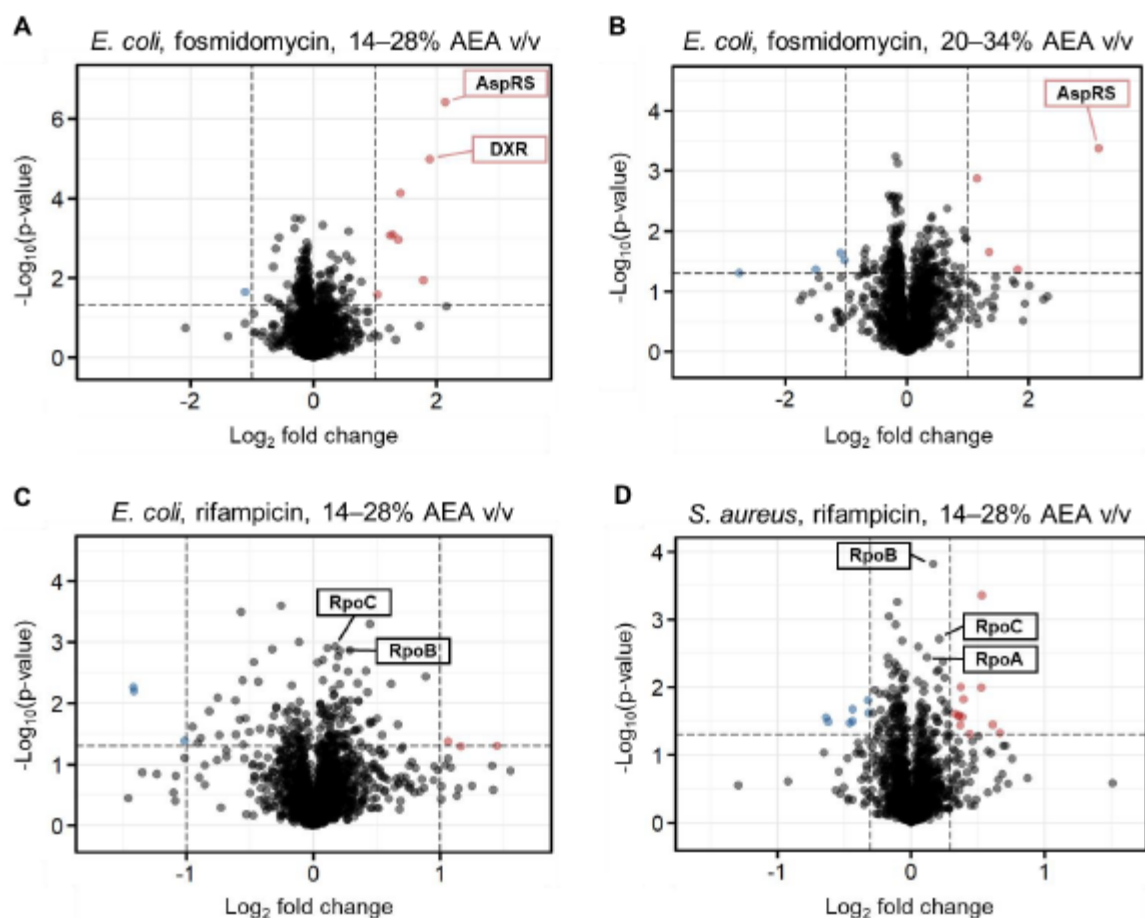 A
E. coli, fosmidomycin, 14–28% AEA v/v
AspRS
DXR
6
4
2
0
-Log10(p-value)
-2
0
2
Log2 fold change
B
E. coli, fosmidomycin, 20–34% AEA v/v
AspRS
4
3
2
1
0
-Log10(p-value)
-2
0
2
Log2 fold change
C
E. coli, rifampicin, 14–28% AEA v/v
RpoC
RpoB
4
3
2
1
0
-Log10(p-value)
-1
0
1
Log2 fold change
D
S. aureus, rifampicin, 14–28% AEA v/v
RpoB
RpoC
RpoA
4
3
2
1
0
-Log10(p-value)
-1
0
1
Log2 fold change